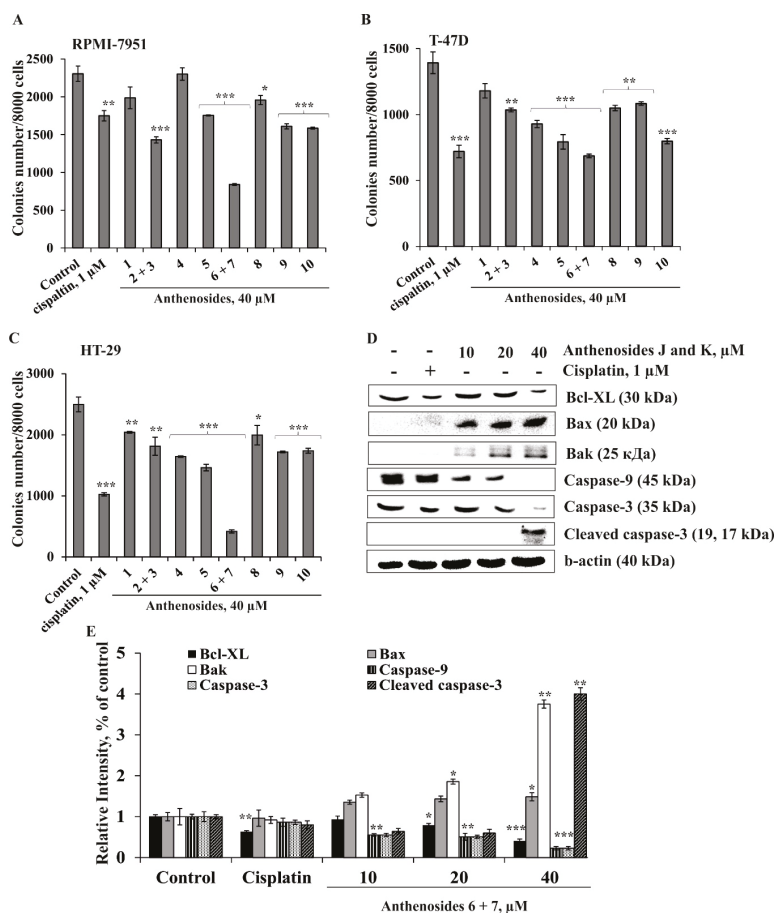 A
RPMI-7951
Colonies number/8000 cells
2500
2000
1500
1000
500
0
**
***
***
*
***
Control
cispaltin, 1 µM
1
2 + 3
4
5
6 + 7
8
9
10
Anthenosides, 40 µM
B
T-47D
Colonies number/8000 cells
1500
1000
500
0
***
**
***
**
***
Control
cisplatin, 1 µM
1
2 + 3
4
5
6 + 7
8
9
10
Anthenosides, 40 µM
C
HT-29
Colonies number/8000 cells
3000
2000
1000
0
***
**
**
***
*
***
Control
cisplatin, 1 µM
1
2 + 3
4
5
6 + 7
8
9
10
Anthenosides, 40 µM
D
- - 10 20 40 Anthenosides J and K, µM
- + - - - Cisplatin, 1 µM
Bcl-XL (30 kDa)
Bax (20 kDa)
Bak (25 кДа)
Caspase-9 (45 kDa)
Caspase-3 (35 kDa)
Cleaved caspase-3 (19, 17 kDa)
b-actin (40 kDa)
E
Relative Intensity, % of control
5
4
3
2
1
0
Bcl-XL
Bax
Bak
Caspase-9
Caspase-3
Cleaved caspase-3
**
**
*
*
**
***
*
**
***
**
Control
Cisplatin
10
20
40
Anthenosides 6 + 7, µM